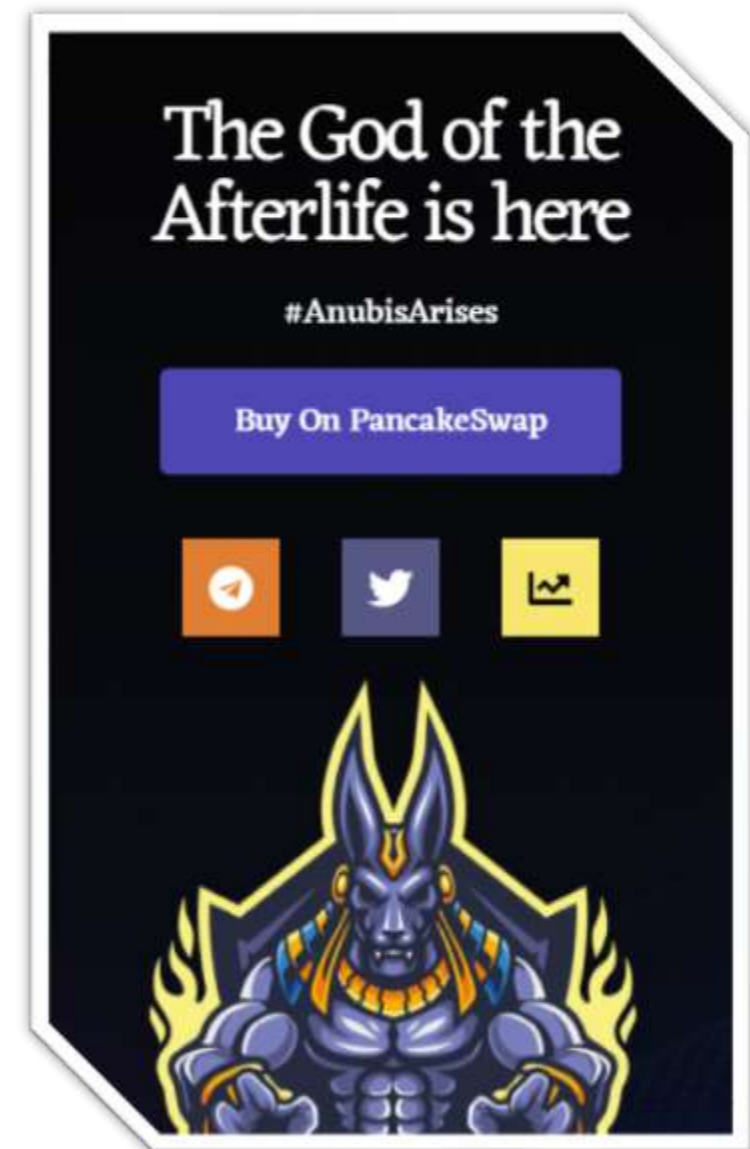 The God of the
Afterlife is here
#AnubisArises
Buy On PancakeSwap